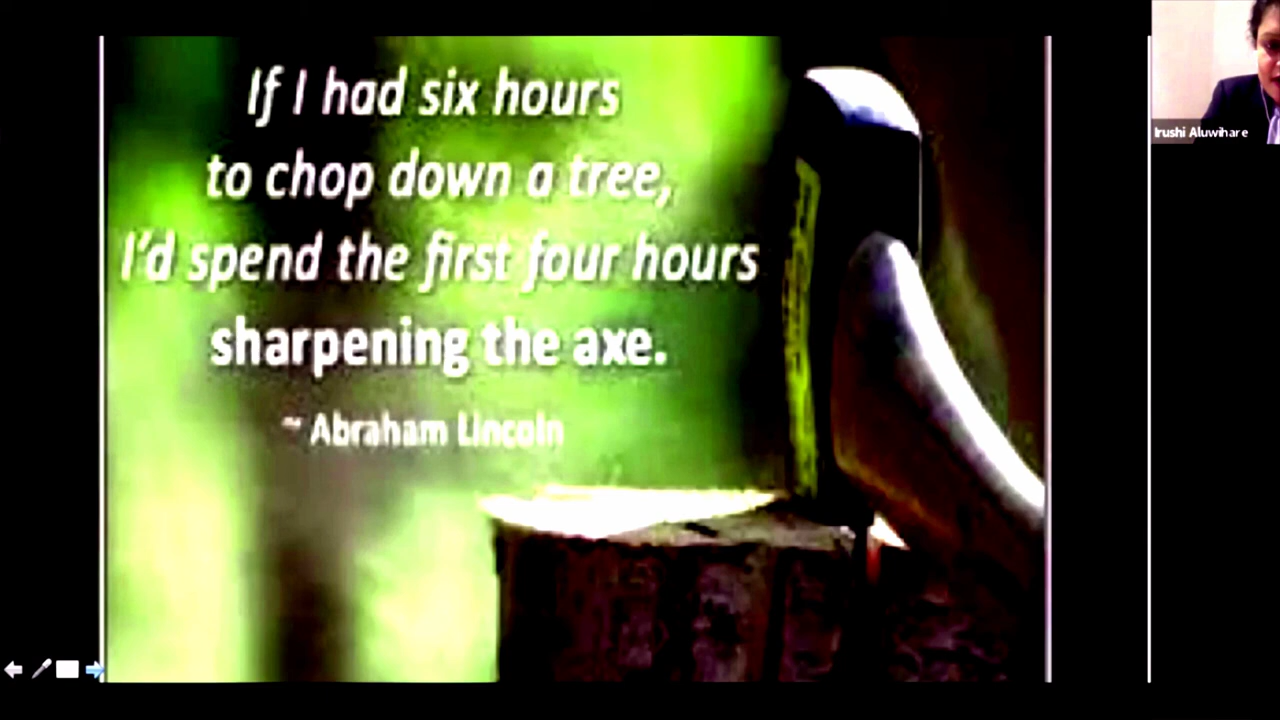 If I had six hours
to chop down a tree,
I'd spend the first four hours
sharpening the axe.
~ Abraham Lincoln
Irushi Aluwihare